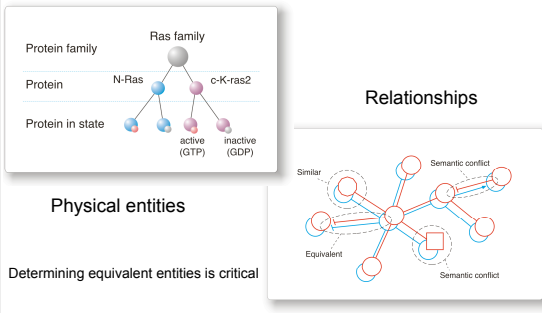 Ras family
Protein family
Protein
N-Ras
c-K-ras2
Protein in state
active
(GTP)
inactive
(GDP)
Physical entities
Determining equivalent entities is critical
Relationships
Semantic conflict
Similar
Equivalent
Semantic conflict